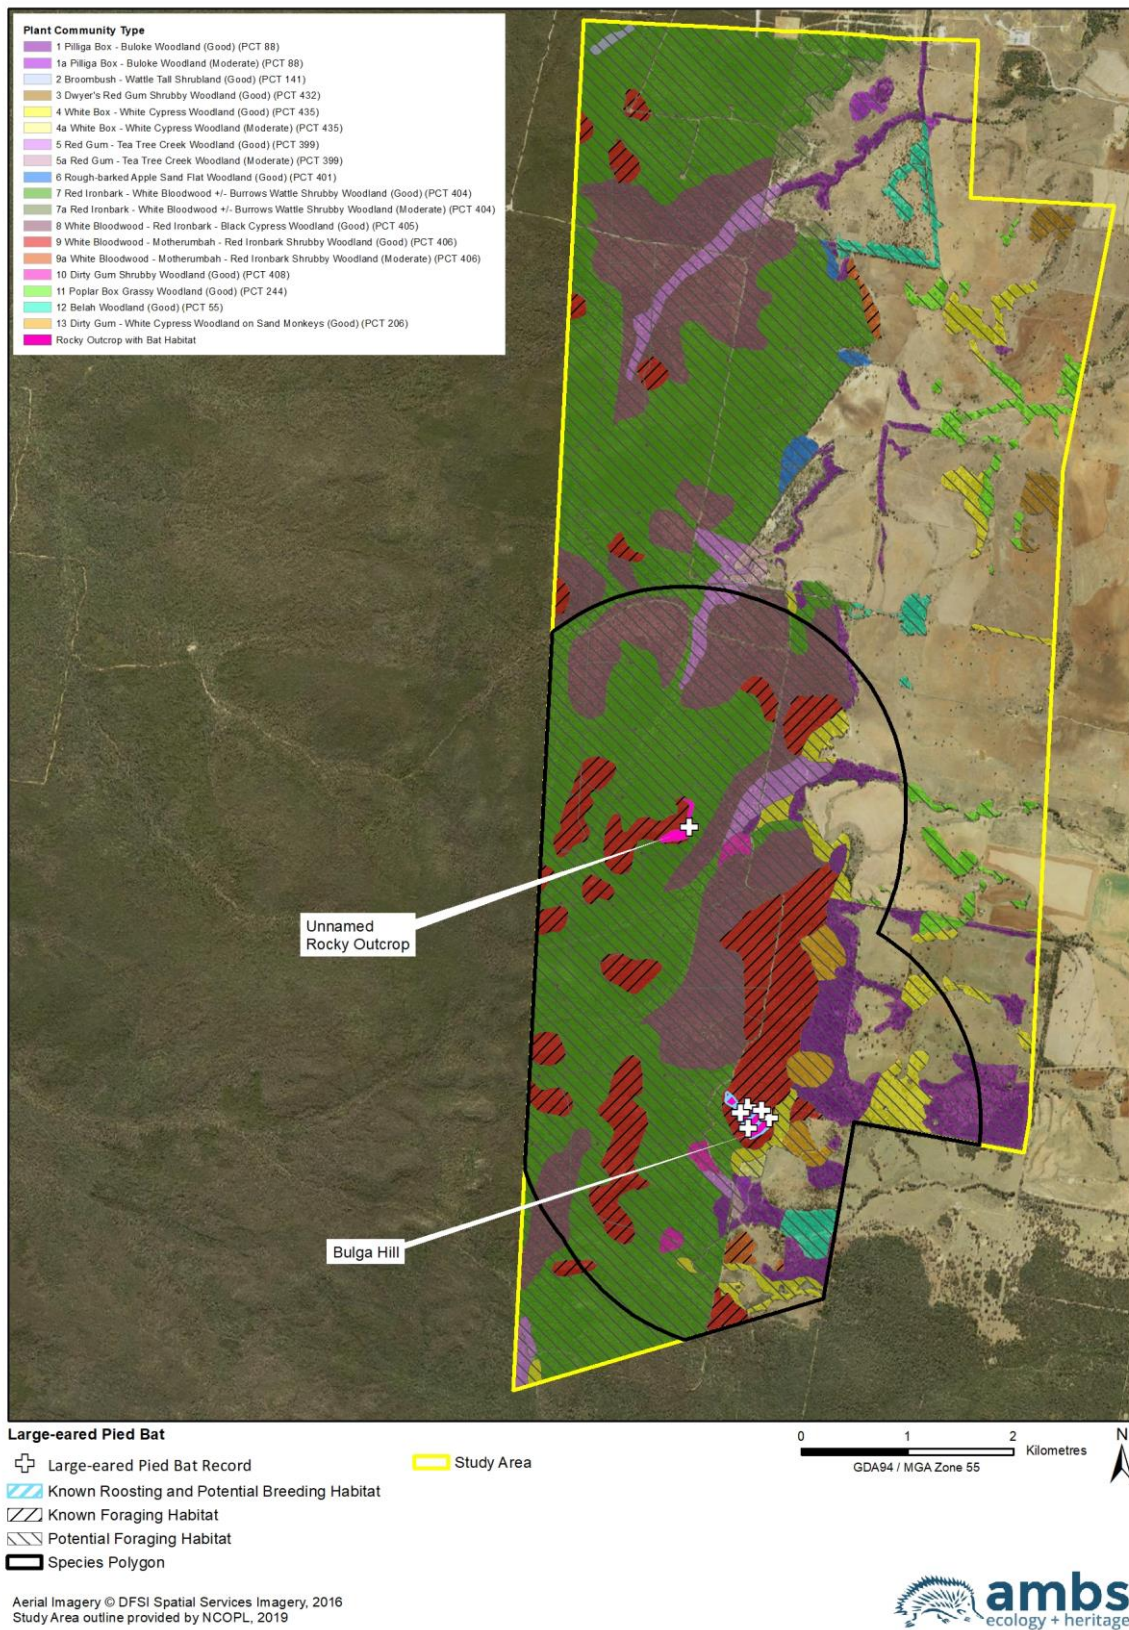 Plant Community Type
1 Pilliga Box - Buloke Woodland (Good) (PCT 88)
1a Pilliga Box - Buloke Woodland (Moderate) (PCT 88)
2 Broombush - Wattle Tall Shrubland (Good) (PCT 141)
3 Dwyer's Red Gum Shrubby Woodland (Good) (PCT 432)
4 White Box - White Cypress Woodland (Good) (PCT 435)
4a White Box - White Cypress Woodland (Moderate) (PCT 435)
5 Red Gum - Tea Tree Creek Woodland (Good) (PCT 399)
5a Red Gum - Tea Tree Creek Woodland (Moderate) (PCT 399)
6 Rough-barked Apple Sand Flat Woodland (Good) (PCT 401)
7 Red Ironbark - White Bloodwood +/- Burrows Wattle Shrubby Woodland (Good) (PCT 404)
7a Red Ironbark - White Bloodwood +/- Burrows Wattle Shrubby Woodland (Moderate) (PCT 404)
8 White Bloodwood - Red Ironbark - Black Cypress Woodland (Good) (PCT 405)
9 White Bloodwood - Motherumbah - Red Ironbark Shrubby Woodland (Good) (PCT 406)
9a White Bloodwood - Motherumbah - Red Ironbark Shrubby Woodland (Moderate) (PCT 406)
10 Dirty Gum Shrubby Woodland (Good) (PCT 408)
11 Poplar Box Grassy Woodland (Good) (PCT 244)
12 Belah Woodland (Good) (PCT 55)
13 Dirty Gum - White Cypress Woodland on Sand Monkeys (Good) (PCT 206)
Rocky Outcrop with Bat Habitat
Unnamed
Rocky Outcrop
Bulga Hill
Large-eared Pied Bat
Large-eared Pied Bat Record
Known Roosting and Potential Breeding Habitat
Known Foraging Habitat
Potential Foraging Habitat
Species Polygon
Study Area
0 1 2
Kilometres
GDA94 / MGA Zone 55
N
Aerial Imagery © DFSI Spatial Services Imagery, 2016
Study Area outline provided by NCOPL, 2019
ambs
ecology + heritage